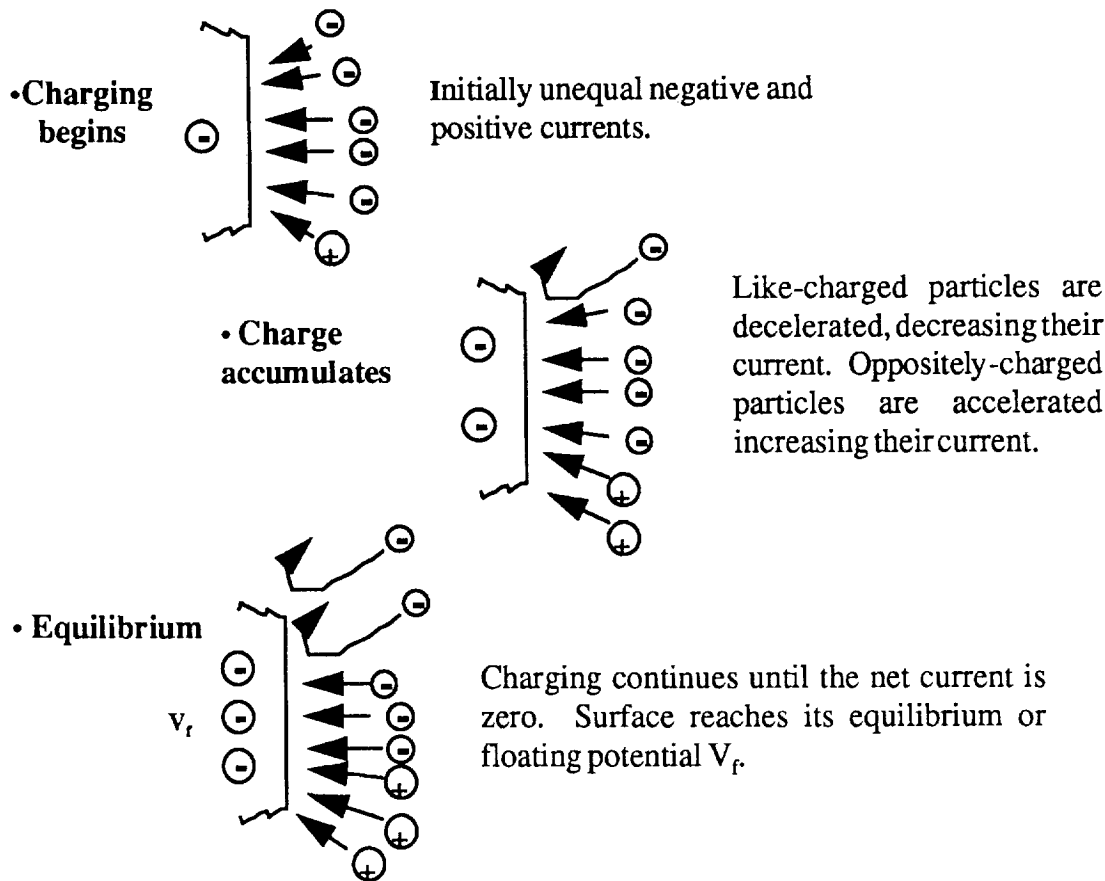 •Charging
begins
Initially unequal negative and
positive currents.
• Charge
accumulates
Like-charged particles are
decelerated, decreasing their
current. Oppositely-charged
particles are accelerated
increasing their current.
• Equilibrium
Vf
Charging continues until the net current is
zero. Surface reaches its equilibrium or
floating potential Vf.